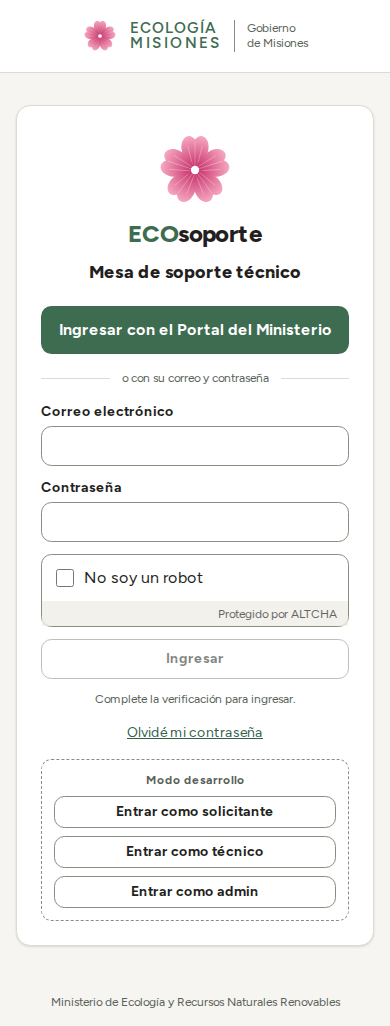 ECOLOGÍA
MISIONES
Gobierno
de Misiones
ECOsoporte
Mesa de soporte técnico
Ingresar con el Portal del Ministerio
o con su correo y contraseña
Correo electrónico
Contraseña
No soy un robot
Protegido por ALTCHA
Ingresar
Complete la verificación para ingresar.
Olvidé mi contraseña
Modo desarrollo
Entrar como solicitante
Entrar como técnico
Entrar como admin
Ministerio de Ecología y Recursos Naturales Renovables